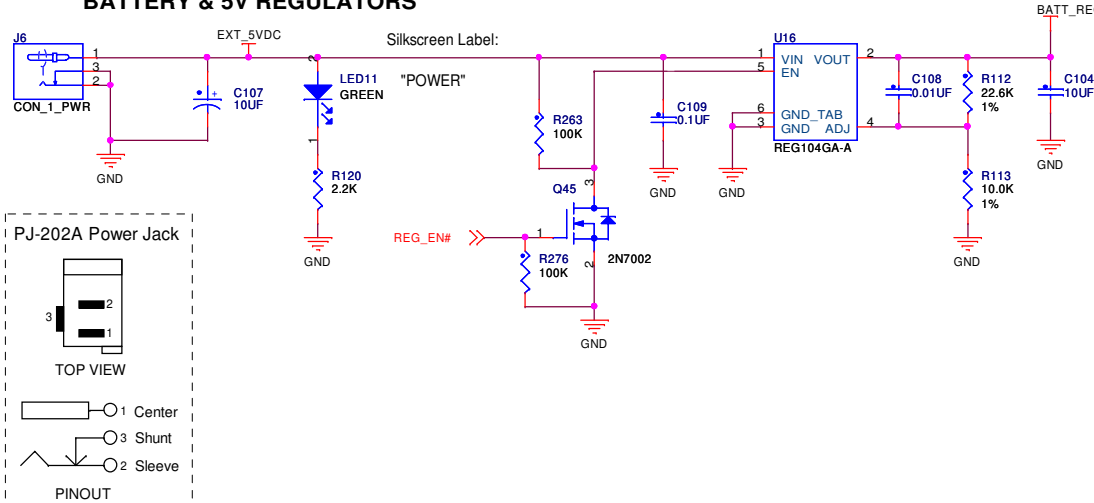 BATTERY & 5V REGULATORS
BATT_RE
J6
1
3
2
CON_1_PWR
EXT_5VDC
+
C107
10UF
GND
2
LED11
GREEN
1
R120
2.2K
GND
Silkscreen Label:
"POWER"
R263
100K
C109
0.1UF
GND
REG_EN#
1
Q45
3
2
2N7002
R276
100K
GND
U16
1
5
6
3
VIN
EN
GND_TAB
GND
VOUT
ADJ
2
4
REG104GA-A
GND
C108
0.01UF
R112
22.6K
1%
C104
10UF
GND
R113
10.0K
1%
GND
PJ-202A Power Jack
3
2
1
TOP VIEW
1 Center
3 Shunt
2 Sleeve
PINOUT